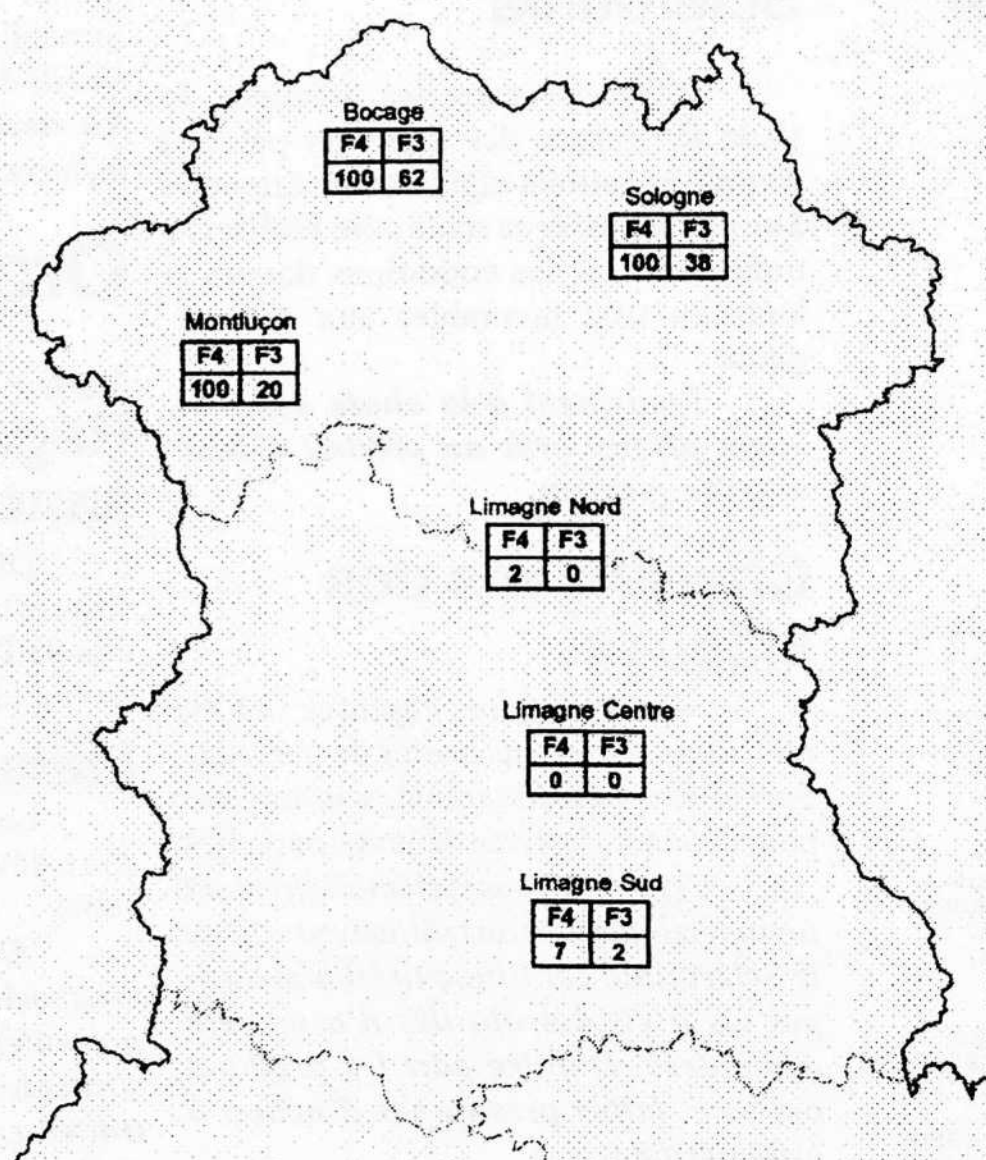 Bocage
F4 F3
100 62
Sologne
F4 F3
100 38
Montluçon
F4 F3
100 20
Limagne Nord
F4 F3
2 0
Limagne Centre
F4 F3
0 0
Limagne Sud
F4 F3
7 2